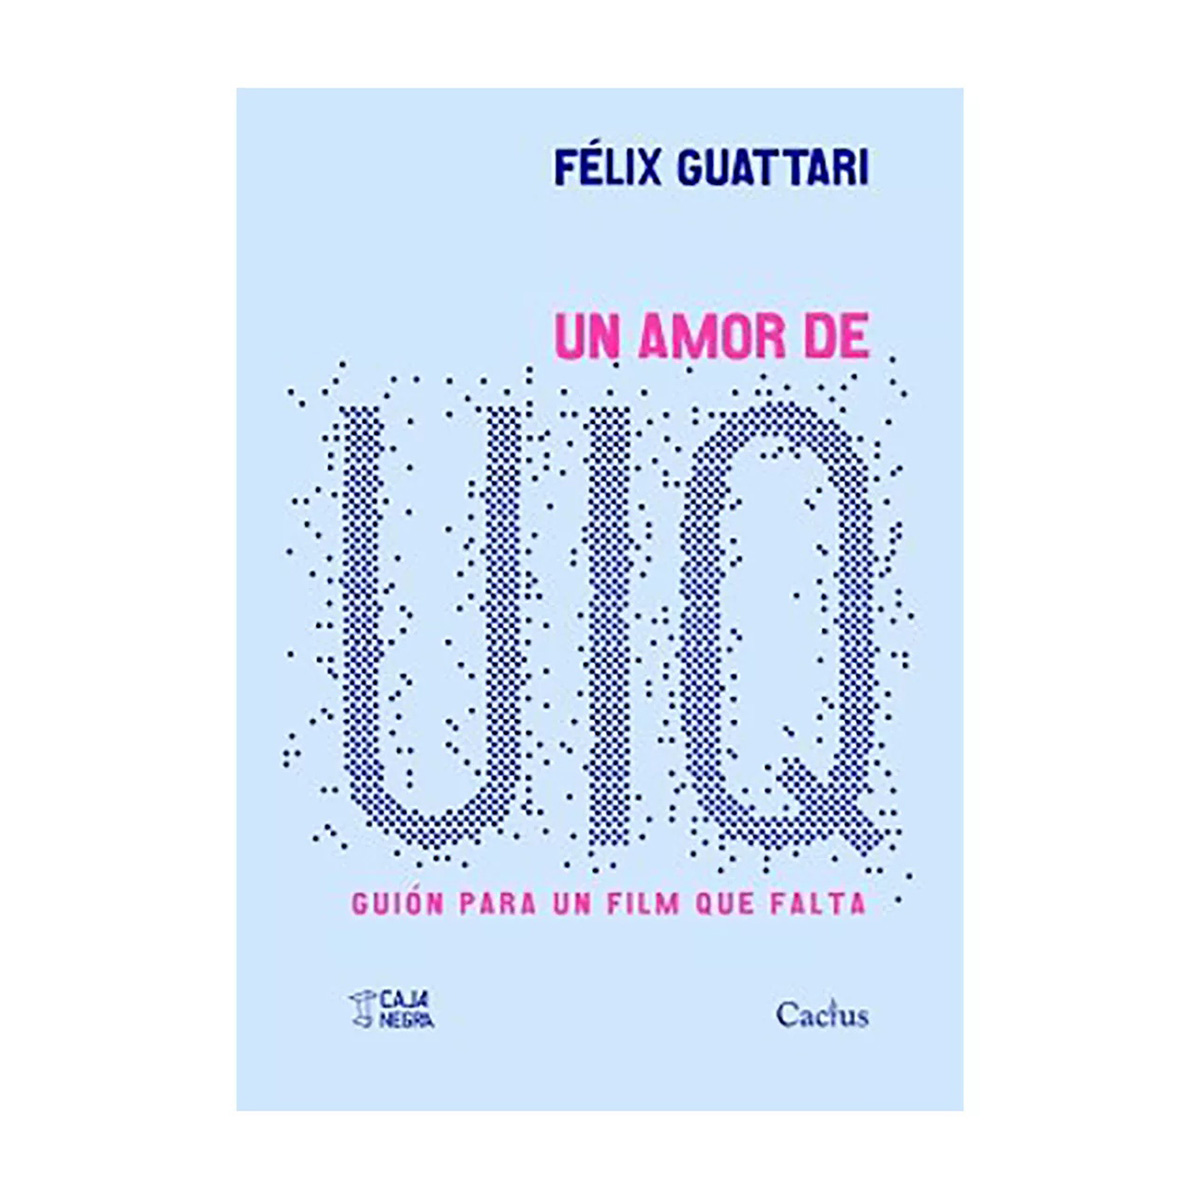 FÉLIX GUATTARI
UN AMOR DE
UIQ
GUIÓN PARA UN FILM QUE FALTA
CAJA
NEGRA
Cactus